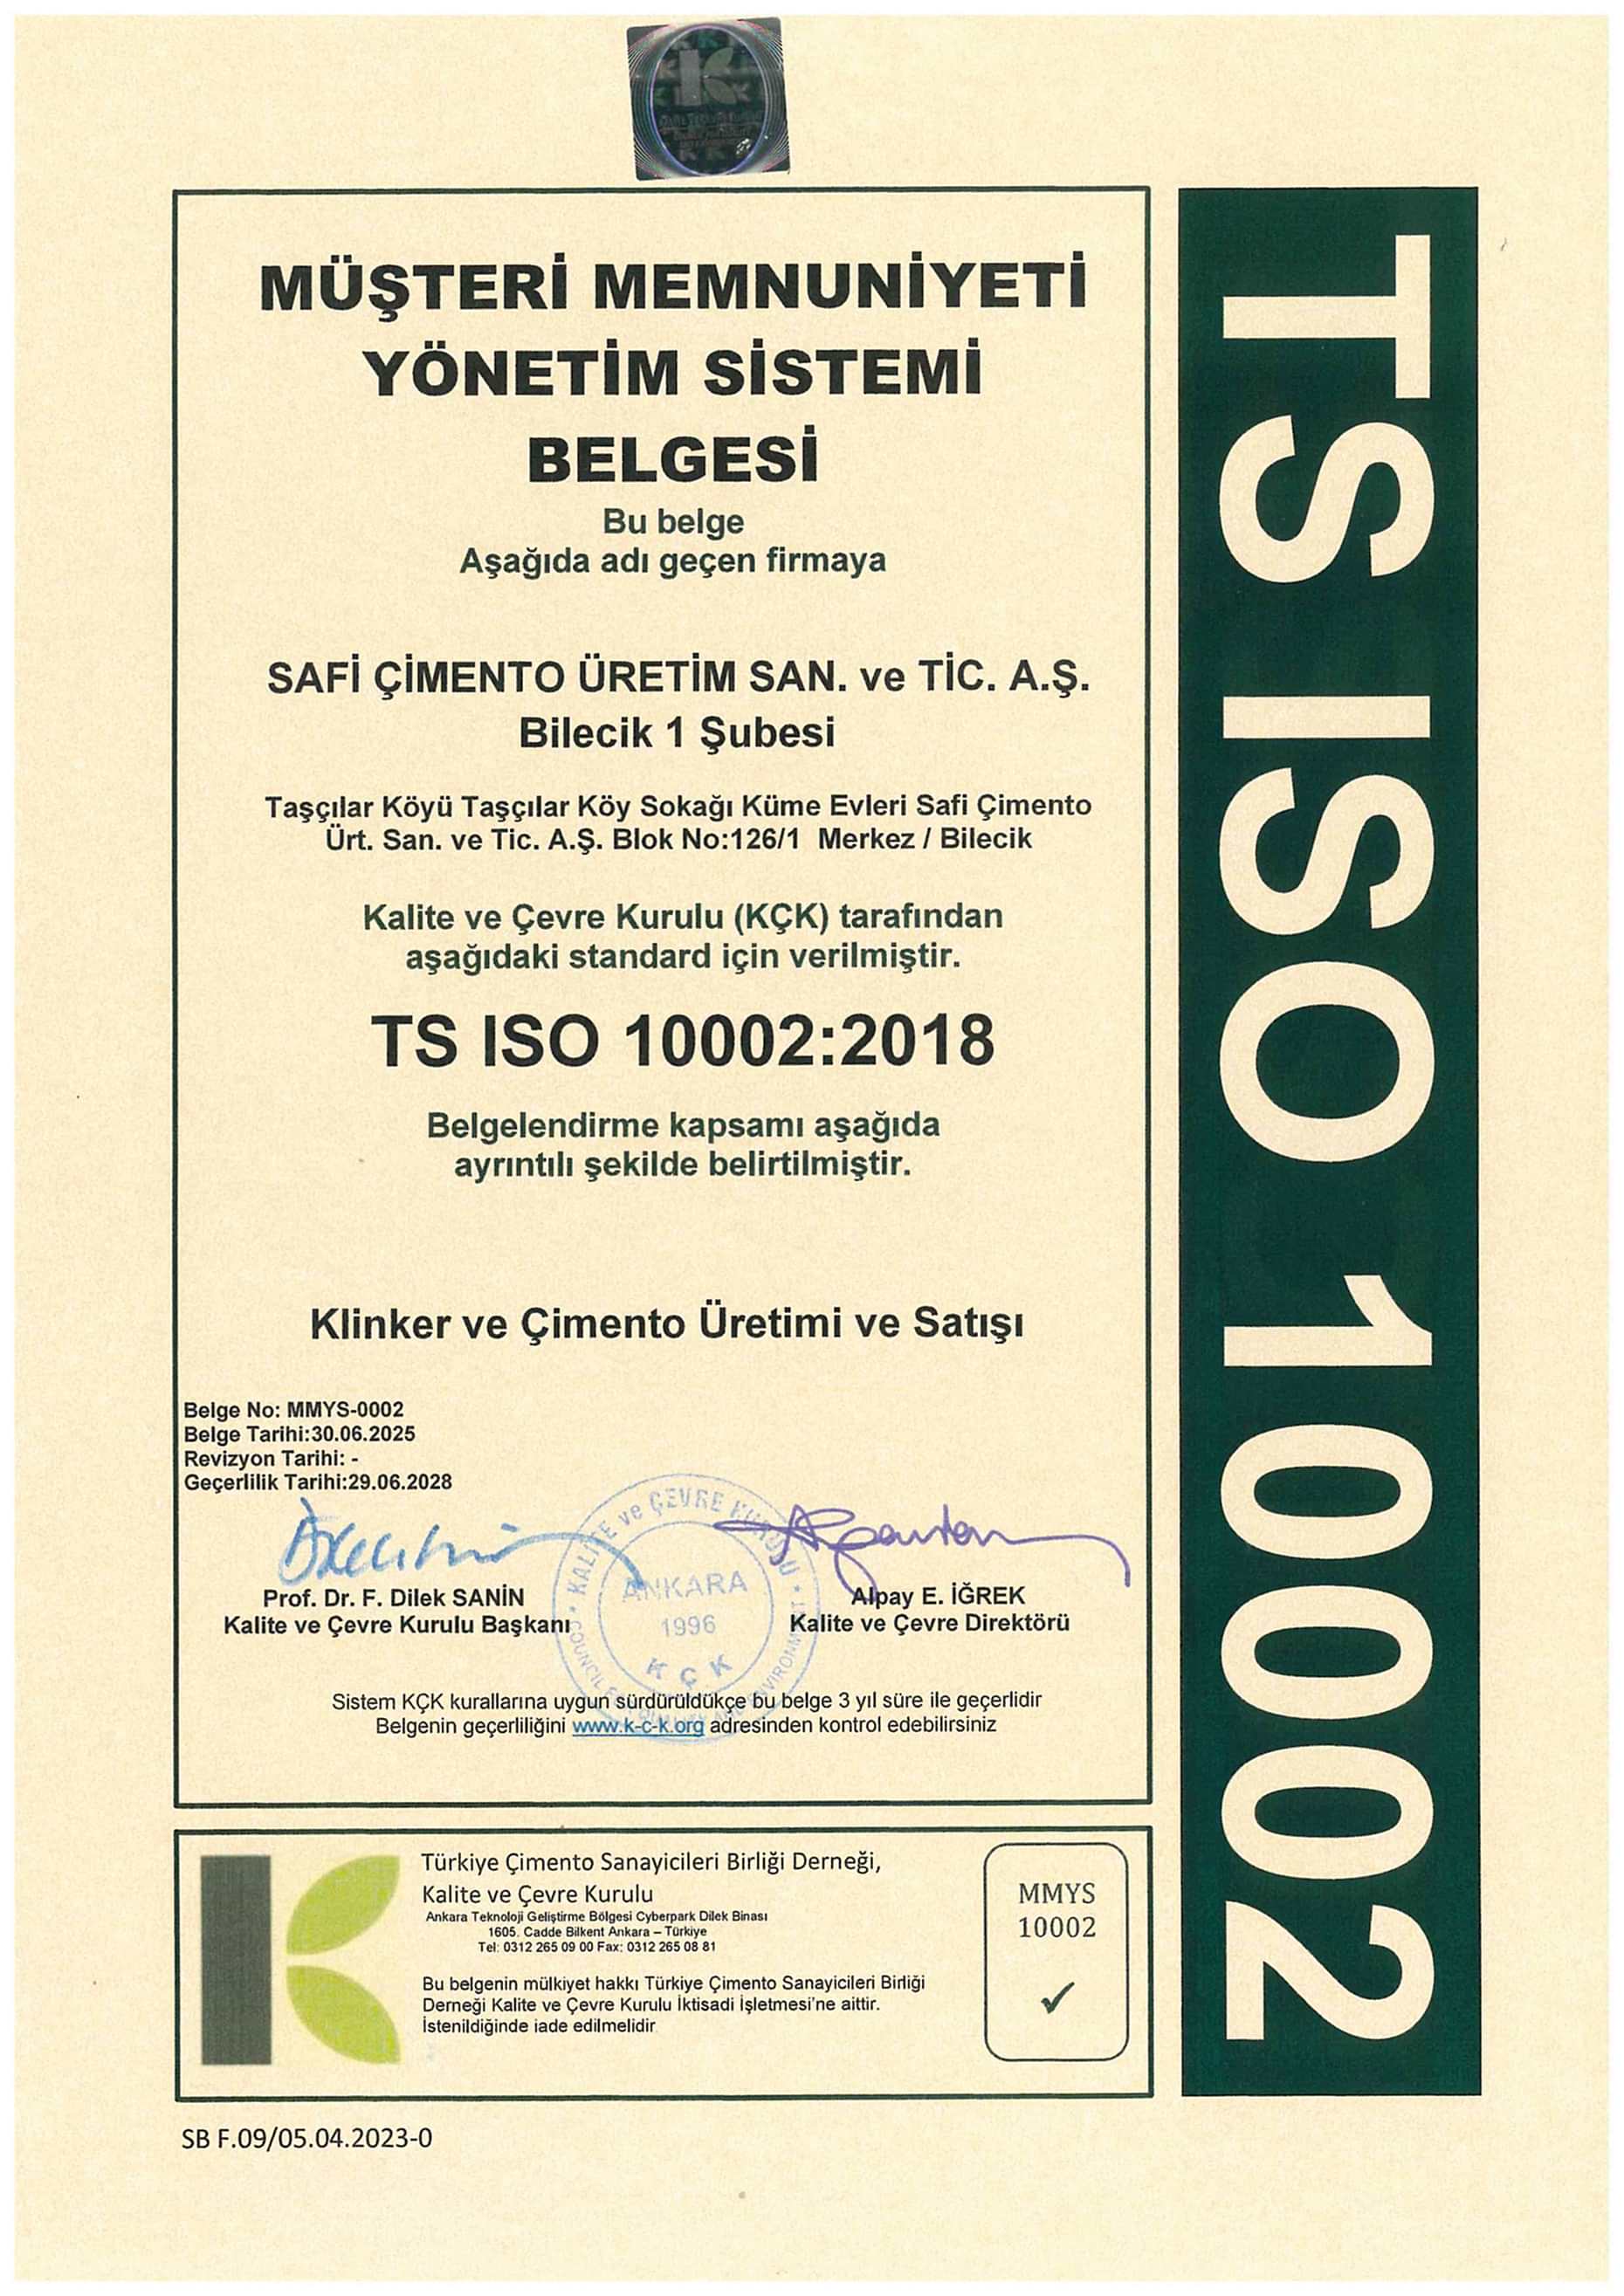 MÜŞTERİ MEMNUNİYETİ
YÖNETİM SİSTEMİ
BELGESİ
Bu belge
Aşağıda adı geçen firmaya
SAFİ ÇİMENTO ÜRETİM SAN. ve TİC. A.Ş.
Bilecik 1 Şubesi
Taşçılar Köyü Taşçılar Köy Sokağı Küme Evleri Safi Çimento
Ürt. San. ve Tic. A.Ş. Blok No:126/1 Merkez / Bilecik
Kalite ve Çevre Kurulu (KÇK) tarafından
aşağıdaki standard için verilmiştir.
TS ISO 10002:2018
Belgelendirme kapsamı aşağıda
ayrıntılı şekilde belirtilmiştir.
Klinker ve Çimento Üretimi ve Satışı
Belge No: MMYS-0002
Belge Tarihi:30.06.2025
Revizyon Tarihi: -
Geçerlilik Tarihi:29.06.2028
KALİTE ve ÇEVRE KURULU
ANKARA
1996
KÇK
Prof. Dr. F. Dilek SANİN
Kalite ve Çevre Kurulu Başkanı
Alpay E. İĞREK
Kalite ve Çevre Direktörü
Sistem KÇK kurallarına uygun sürdürüldükçe bu belge 3 yıl süre ile geçerlidir
Belgenin geçerliliğini www.k-c-k.org adresinden kontrol edebilirsiniz
Türkiye Çimento Sanayicileri Birliği Derneği,
Kalite ve Çevre Kurulu
Ankara Teknoloji Geliştirme Bölgesi Cyberpark Dilek Binası
1605. Cadde Bilkent Ankara – Türkiye
Tel: 0312 265 09 00 Fax: 0312 265 08 81
Bu belgenin mülkiyet hakkı Türkiye Çimento Sanayicileri Birliği
Derneği Kalite ve Çevre Kurulu İktisadi İşletmesi'ne aittir.
İstenildiğinde iade edilmelidir
MMYS
10002
✓
TS ISO 10002
SB F.09/05.04.2023-0